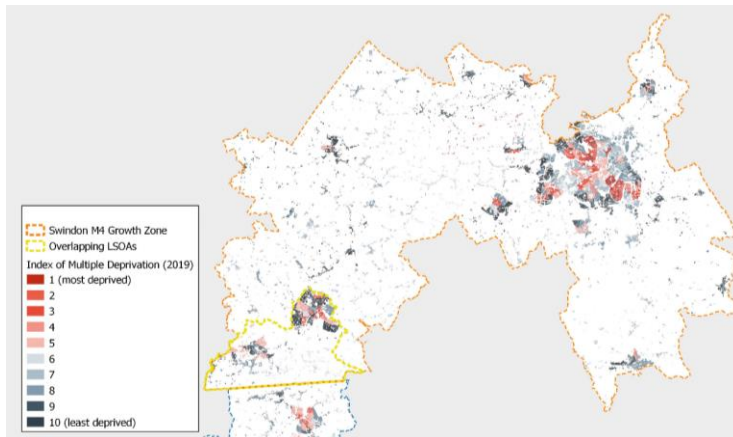 Swindon M4 Growth Zone
Overlapping LSOAs
Index of Multiple Deprivation (2019)
1 (most deprived)
2
3
4
5
6
7
8
9
10 (least deprived)